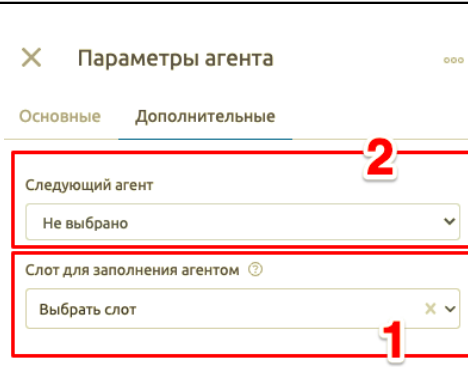 Параметры агента
Основные Дополнительные
2
Следующий агент
Не выбрано
Слот для заполнения агентом
Выбрать слот
1